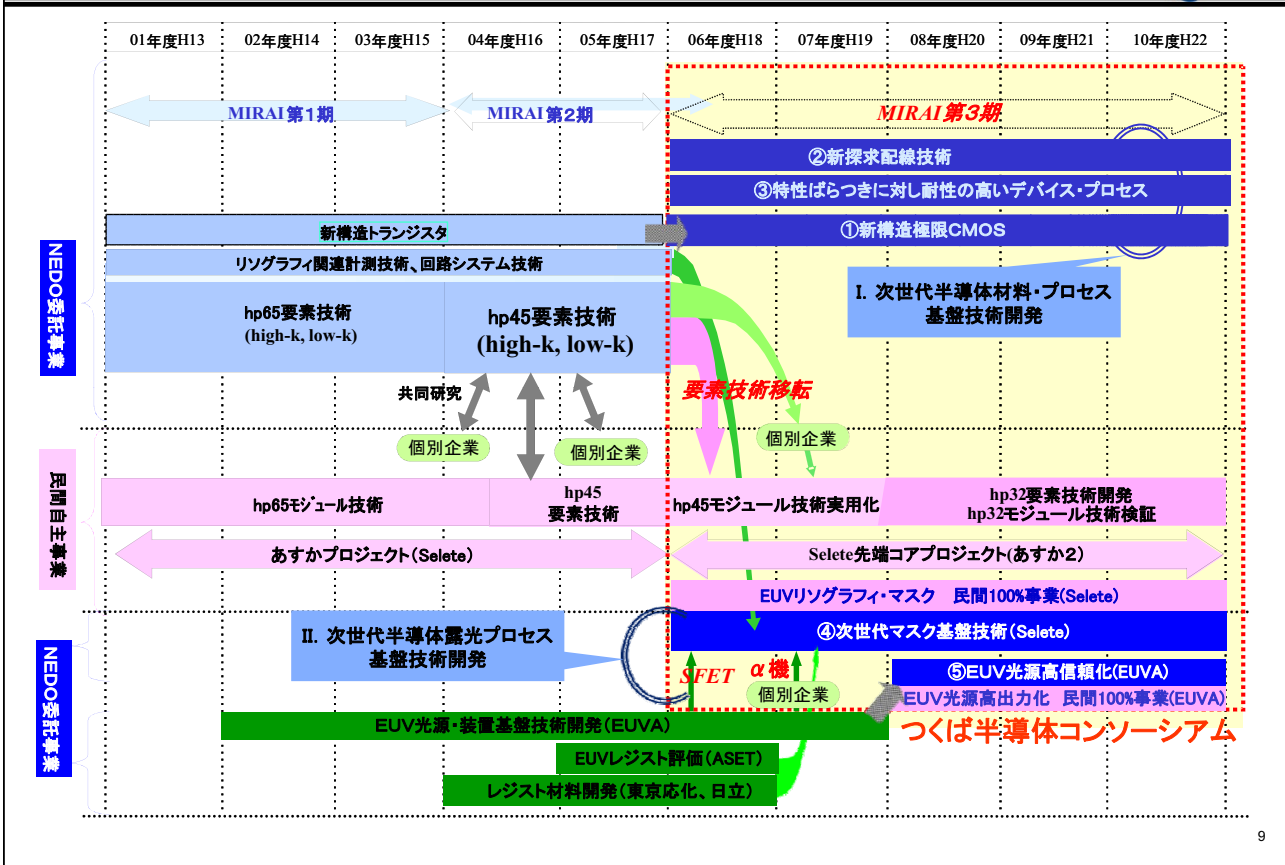 01年度H13
02年度H14
03年度H15
04年度H16
05年度H17
06年度H18
07年度H19
08年度H20
09年度H21
10年度H22
MIRAI第1期
MIRAI第2期
MIRAI第3期
②新探求配線技術
③特性ばらつきに対し耐性の高いデバイス・プロセス
新構造トランジスタ
①新構造極限CMOS
NEDO委託事業
リソグラフィ関連計測技術、回路システム技術
I. 次世代半導体材料・プロセス
基盤技術開発
hp65要素技術
(high-k, low-k)
hp45要素技術
(high-k, low-k)
共同研究
要素技術移転
個別企業
個別企業
個別企業
民間自主事業
hp65モジュール技術
hp45
要素技術
hp45モジュール技術実用化
hp32要素技術開発
hp32モジュール技術検証
あすかプロジェクト(Selete)
Selete先端コアプロジェクト(あすか2)
EUVリソグラフィ・マスク 民間100%事業(Selete)
II. 次世代半導体露光プロセス
基盤技術開発
④次世代マスク基盤技術(Selete)
NEDO委託事業
SFET
α機
個別企業
⑤EUV光源高信頼化(EUVA)
EUV光源高出力化 民間100%事業(EUVA)
EUV光源・装置基盤技術開発(EUVA)
つくば半導体コンソーシアム
EUVレジスト評価(ASET)
レジスト材料開発(東京応化、日立)
9